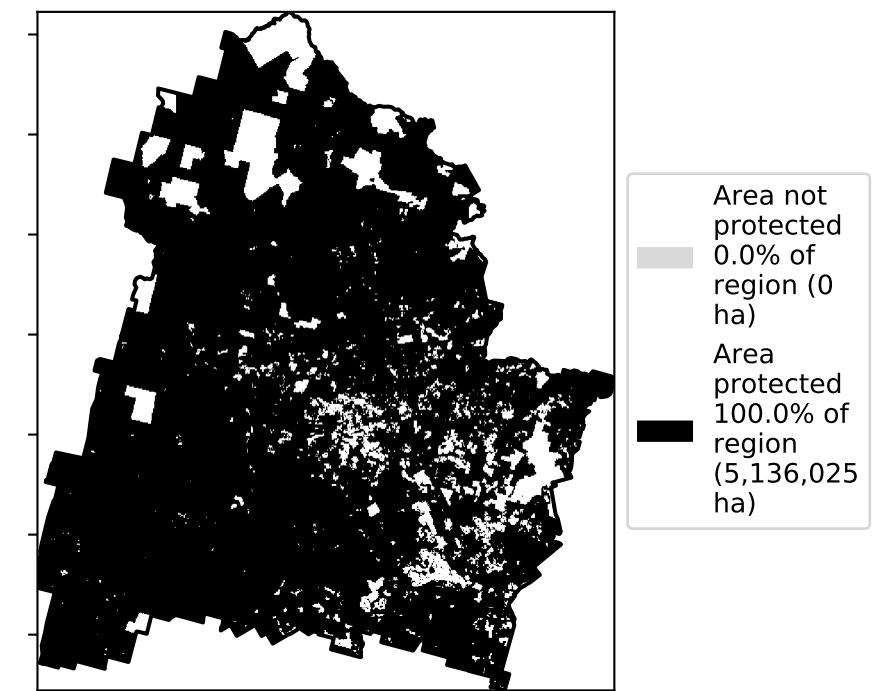 Area not
protected
0.0% of
region (0
ha)
Area
protected
100.0% of
region
(5,136,025
ha)